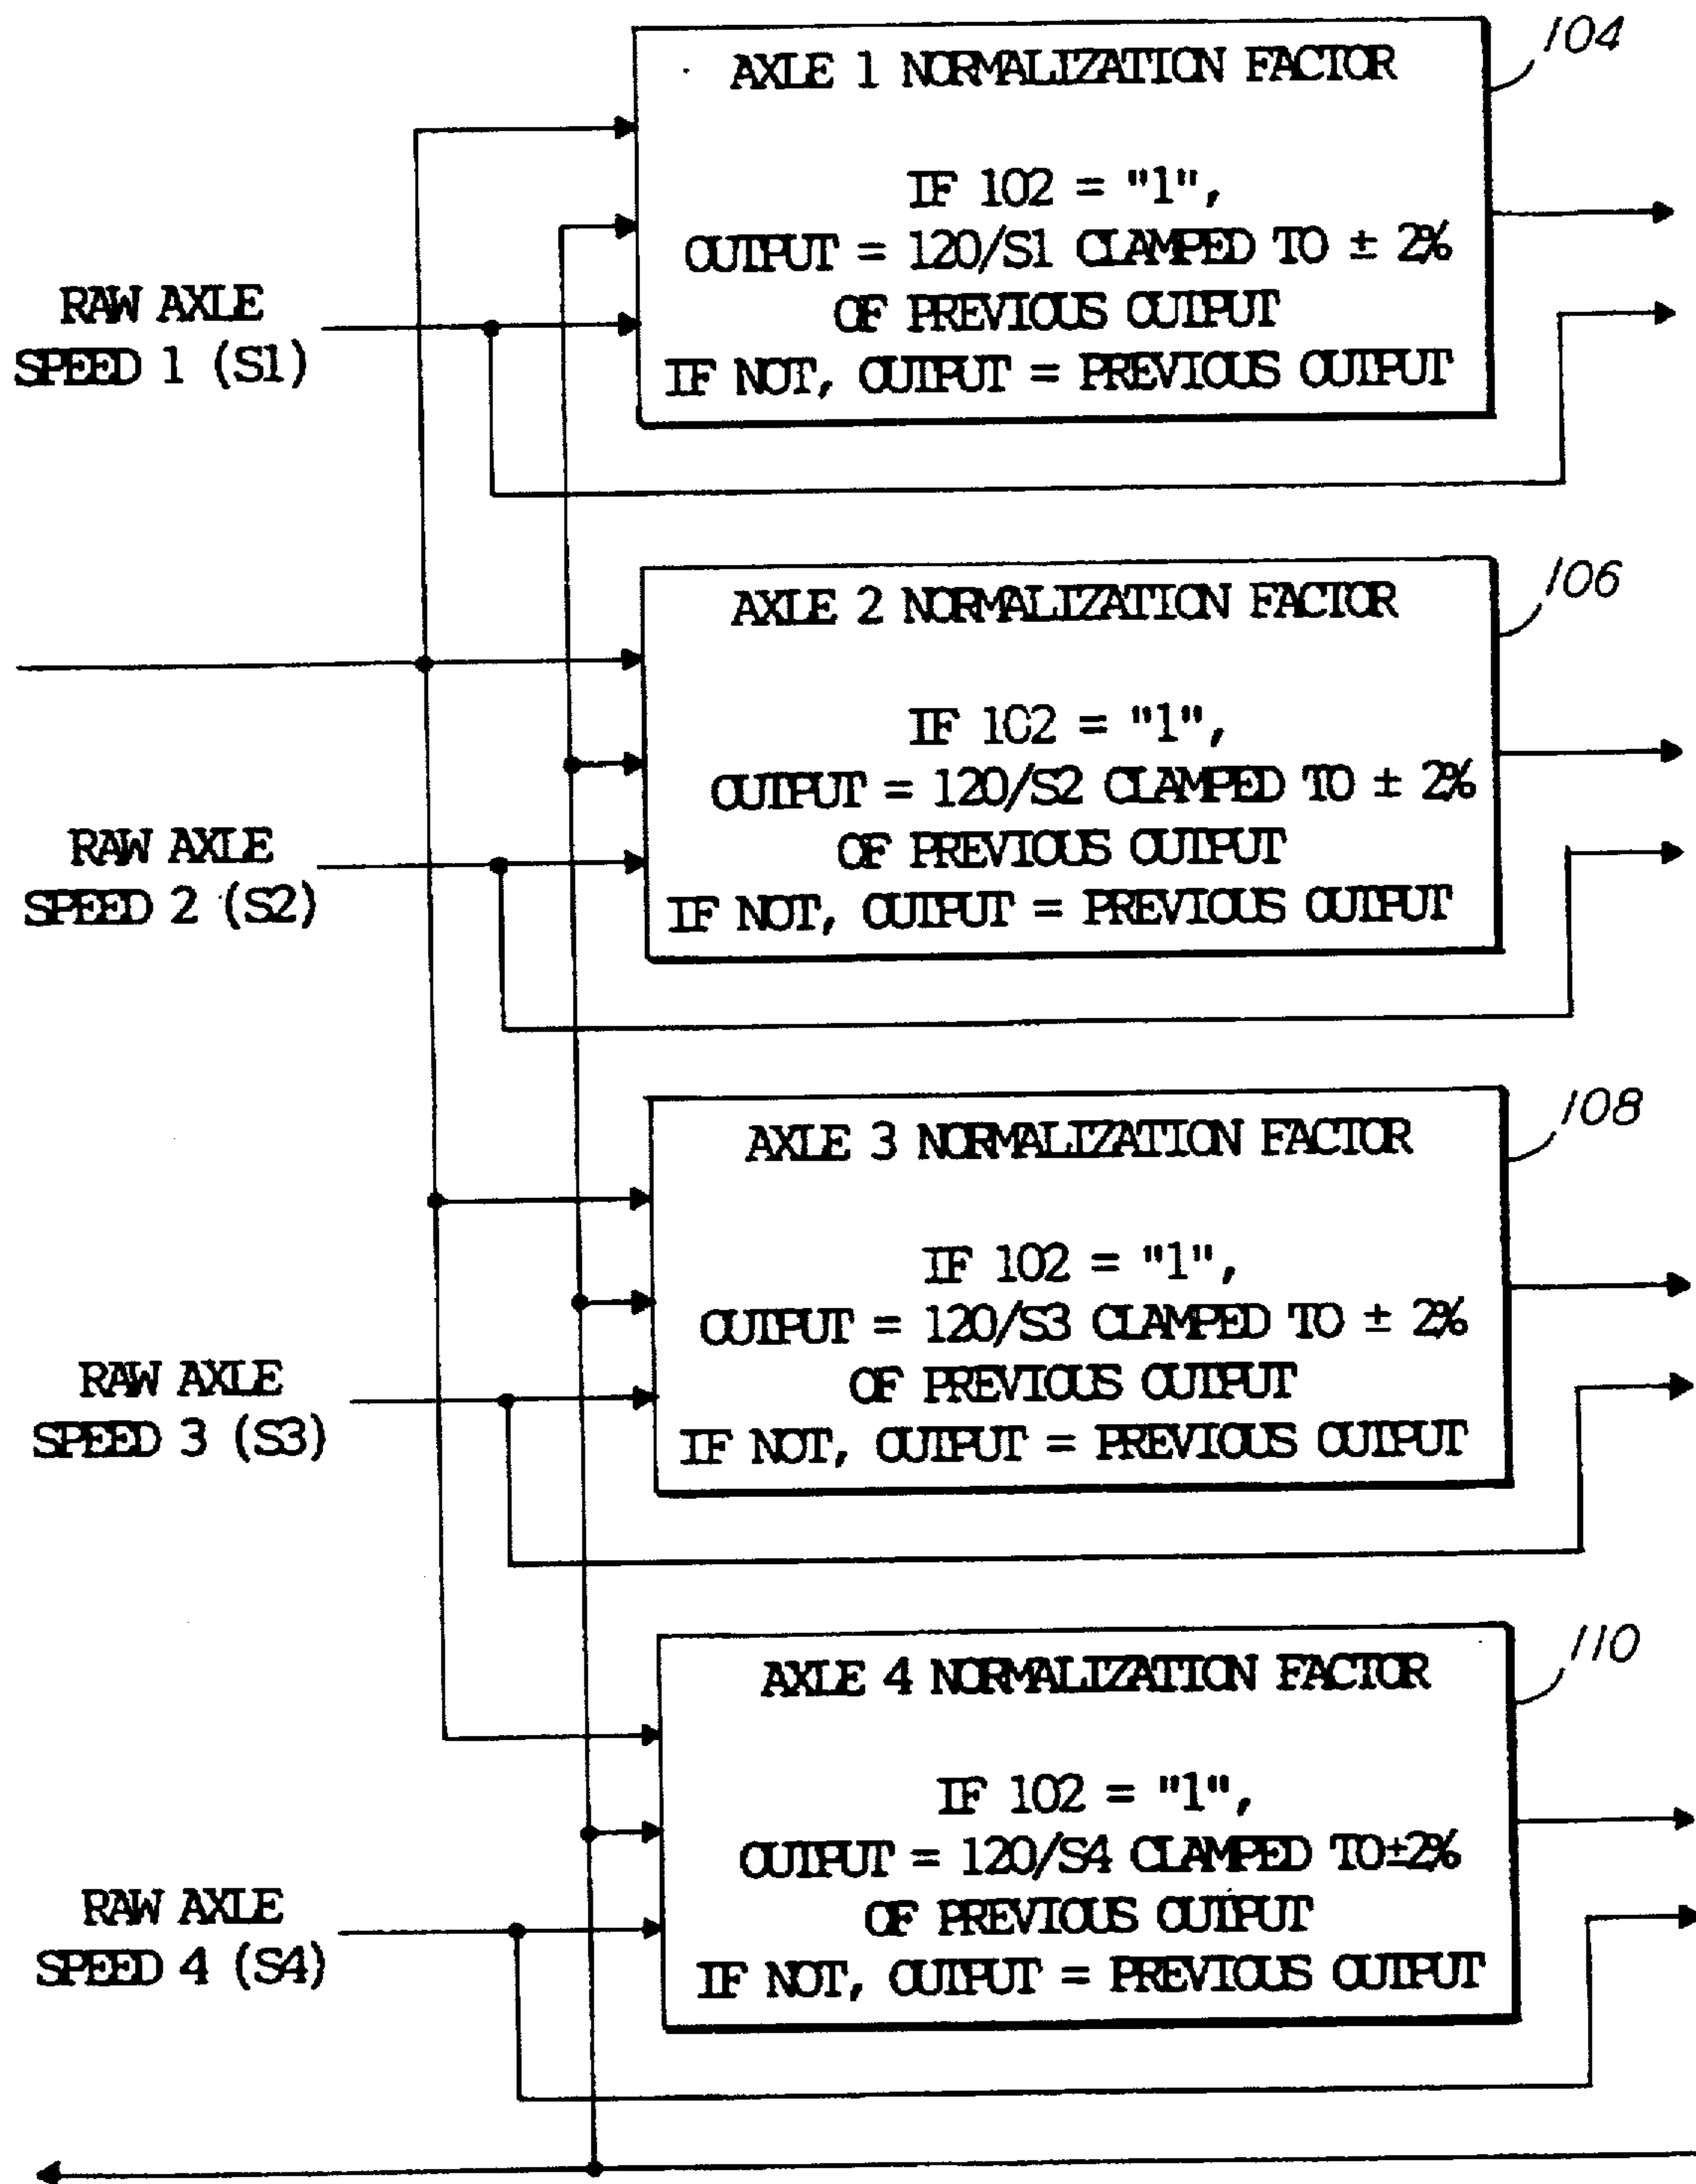 104
AXLE 1 NORMALIZATION FACTOR
IF 102 = "1",
OUTPUT = 120/S1 CLAMPED TO ± 2%
OF PREVIOUS OUTPUT
IF NOT, OUTPUT = PREVIOUS OUTPUT
RAW AXLE
SPEED 1 (S1)
106
AXLE 2 NORMALIZATION FACTOR
IF 102 = "1",
OUTPUT = 120/S2 CLAMPED TO ± 2%
OF PREVIOUS OUTPUT
IF NOT, OUTPUT = PREVIOUS OUTPUT
RAW AXLE
SPEED 2 (S2)
108
AXLE 3 NORMALIZATION FACTOR
IF 102 = "1",
OUTPUT = 120/S3 CLAMPED TO ± 2%
OF PREVIOUS OUTPUT
IF NOT, OUTPUT = PREVIOUS OUTPUT
RAW AXLE
SPEED 3 (S3)
110
AXLE 4 NORMALIZATION FACTOR
IF 102 = "1",
OUTPUT = 120/S4 CLAMPED TO±2%
OF PREVIOUS OUTPUT
IF NOT, OUTPUT = PREVIOUS OUTPUT
RAW AXLE
SPEED 4 (S4)